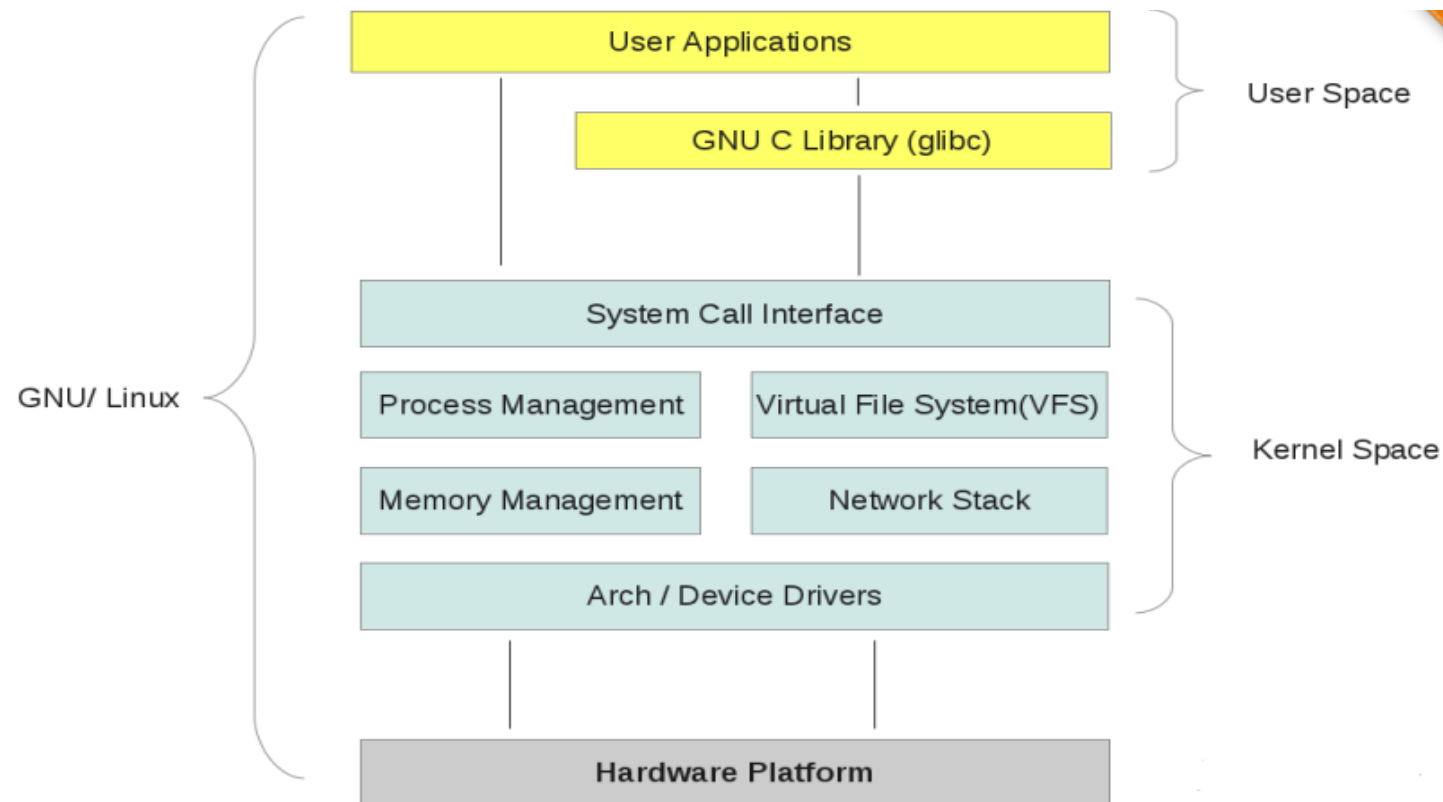 User Applications
User Space
GNU C Library (glibc)
System Call Interface
GNU/ Linux
Process Management
Virtual File System(VFS)
Kernel Space
Memory Management
Network Stack
Arch / Device Drivers
Hardware Platform